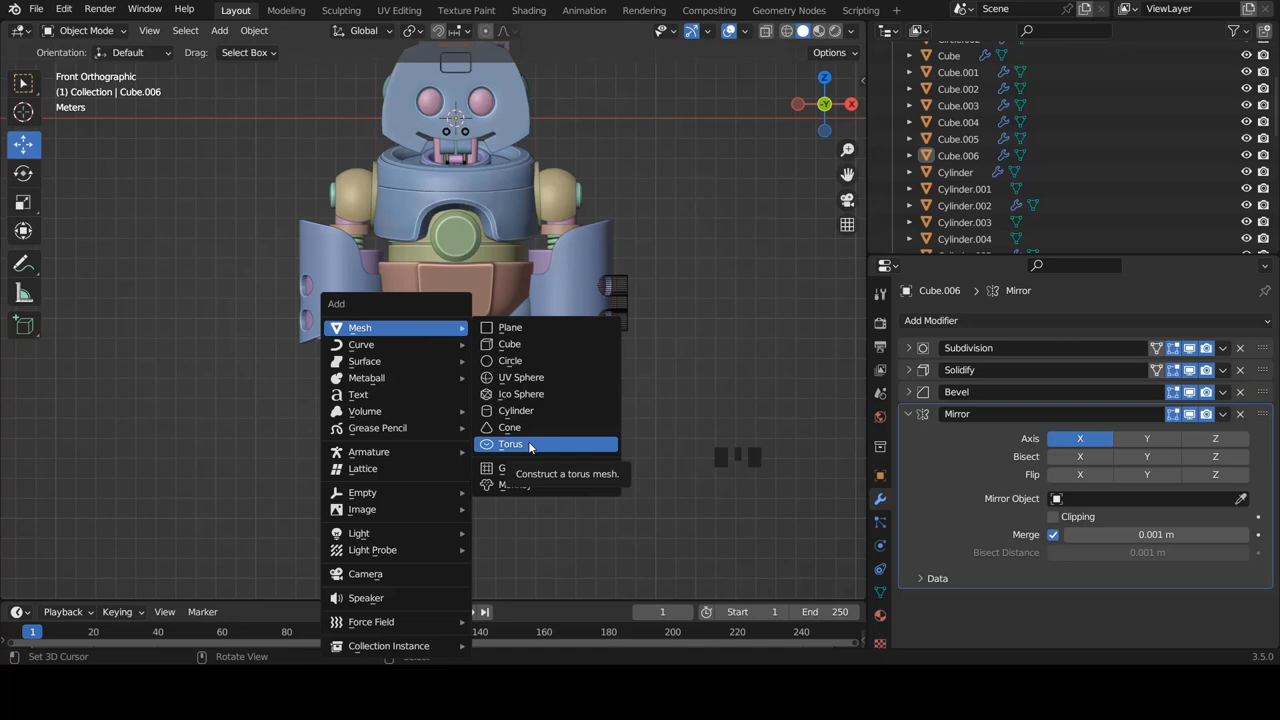 File Edit Render Window Help Layout Modeling Sculpting UV Editing Texture Paint Shading Animation Rendering Compositing Geometry Nodes Scripting Scene ViewLayer
Object Mode View Select Add Object Global
Orientation: Default Drag: Select Box Options
Front Orthographic
(1) Collection | Cube.006
Meters
Z
X
-Y
Cube
Cube.001
Cube.002
Cube.003
Cube.004
Cube.005
Cube.006
Cylinder
Cylinder.001
Cylinder.002
Cylinder.003
Cylinder.004
Add
Mesh
Curve
Surface
Metaball
Text
Volume
Grease Pencil
Armature
Lattice
Empty
Image
Light
Light Probe
Camera
Speaker
Force Field
Collection Instance
Plane
Cube
Circle
UV Sphere
Ico Sphere
Cylinder
Cone
Torus
Construct a torus mesh.
Cube.006 Mirror
Add Modifier
Subdivision
Solidify
Bevel
Mirror
Axis X Y Z
Bisect X Y Z
Flip X Y Z
Mirror Object
Clipping
Merge 0.001 m
Bisect Distance 0.001 m
Data
Playback Keying View Marker 1 Start 1 End 250
1 20 40 60 80 140 160 180 200 220 240
Set 3D Cursor Rotate View 3.5.0